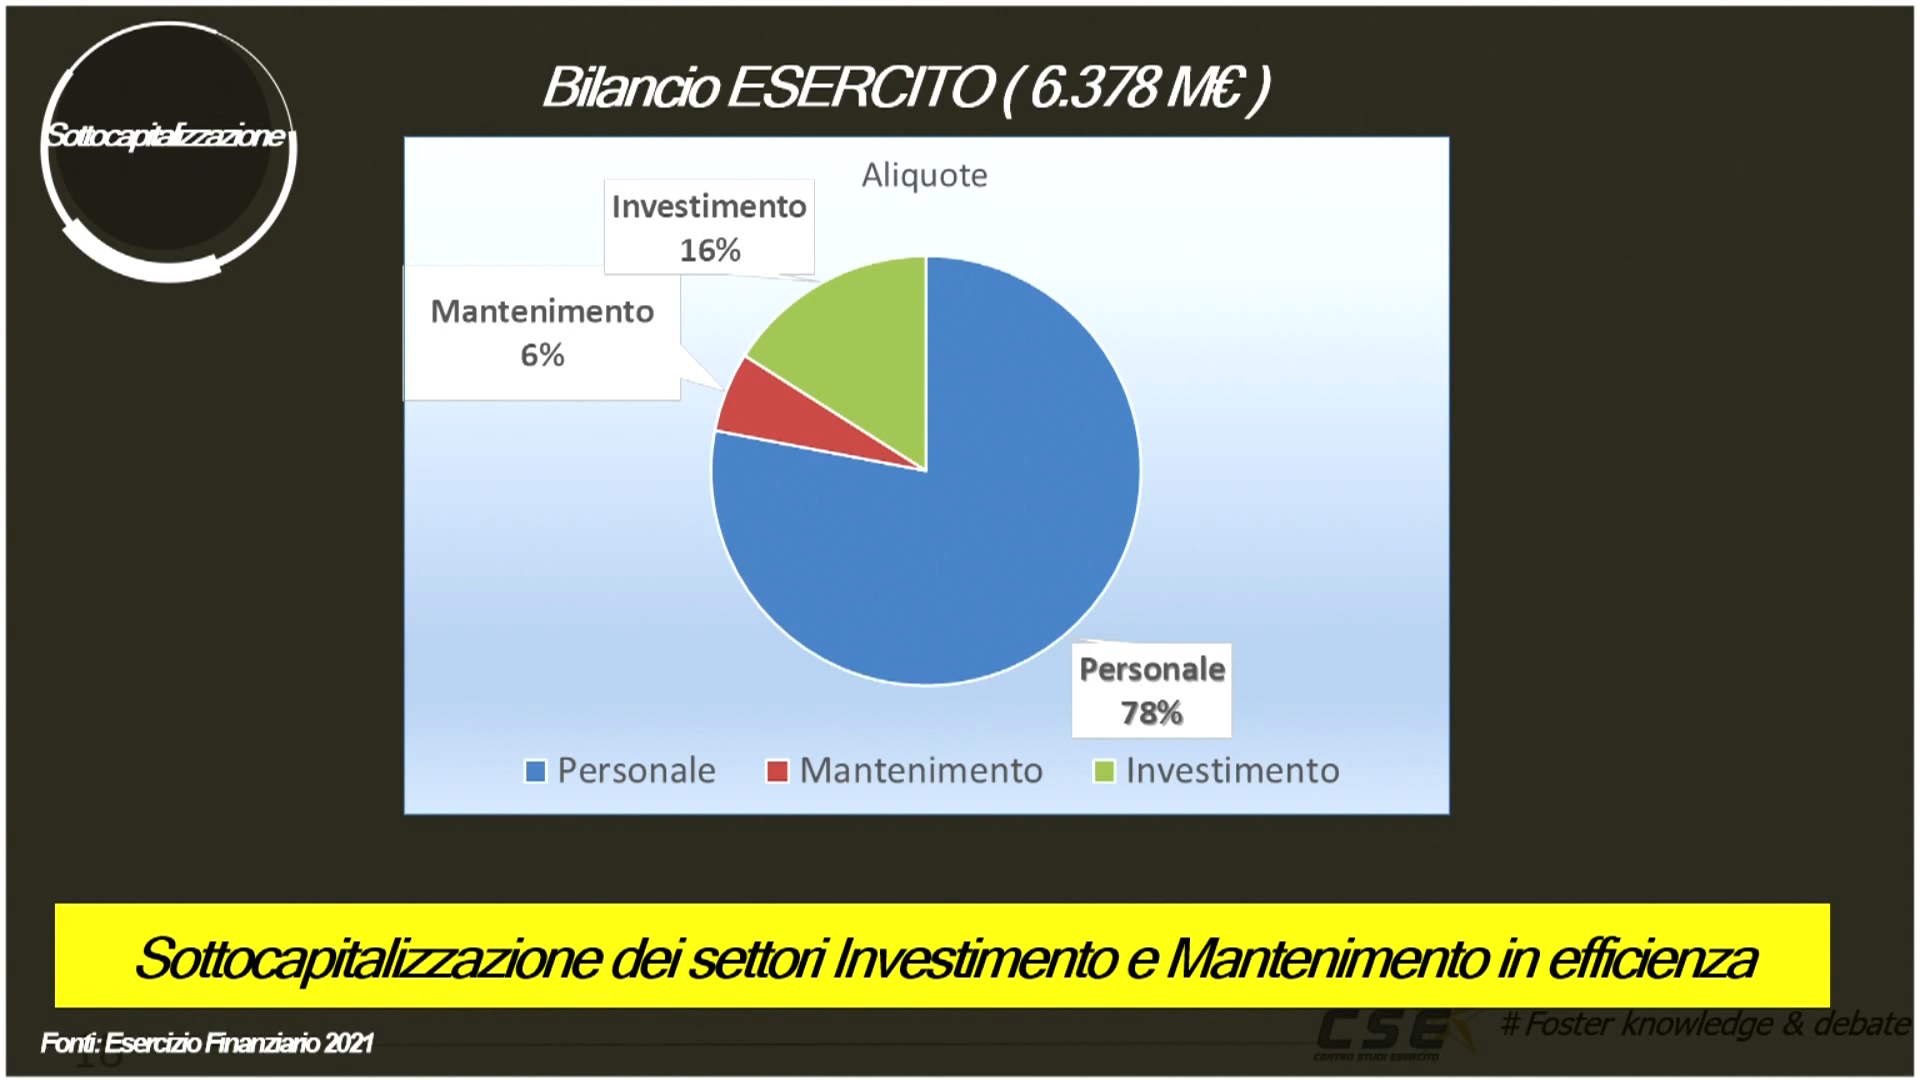 Bilancio ESERCITO ( 6.378 M€ )
Sottocapitalizzazione
Aliquote
Investimento
16%
Mantenimento
6%
Personale
78%
Personale
Mantenimento
Investimento
Sottocapitalizzazione dei settori Investimento e Mantenimento in efficienza
CSE
# Foster knowledge & debate
CENTRO STUDI ESERCITO
Fonti: Esercizio Finanziario 2021